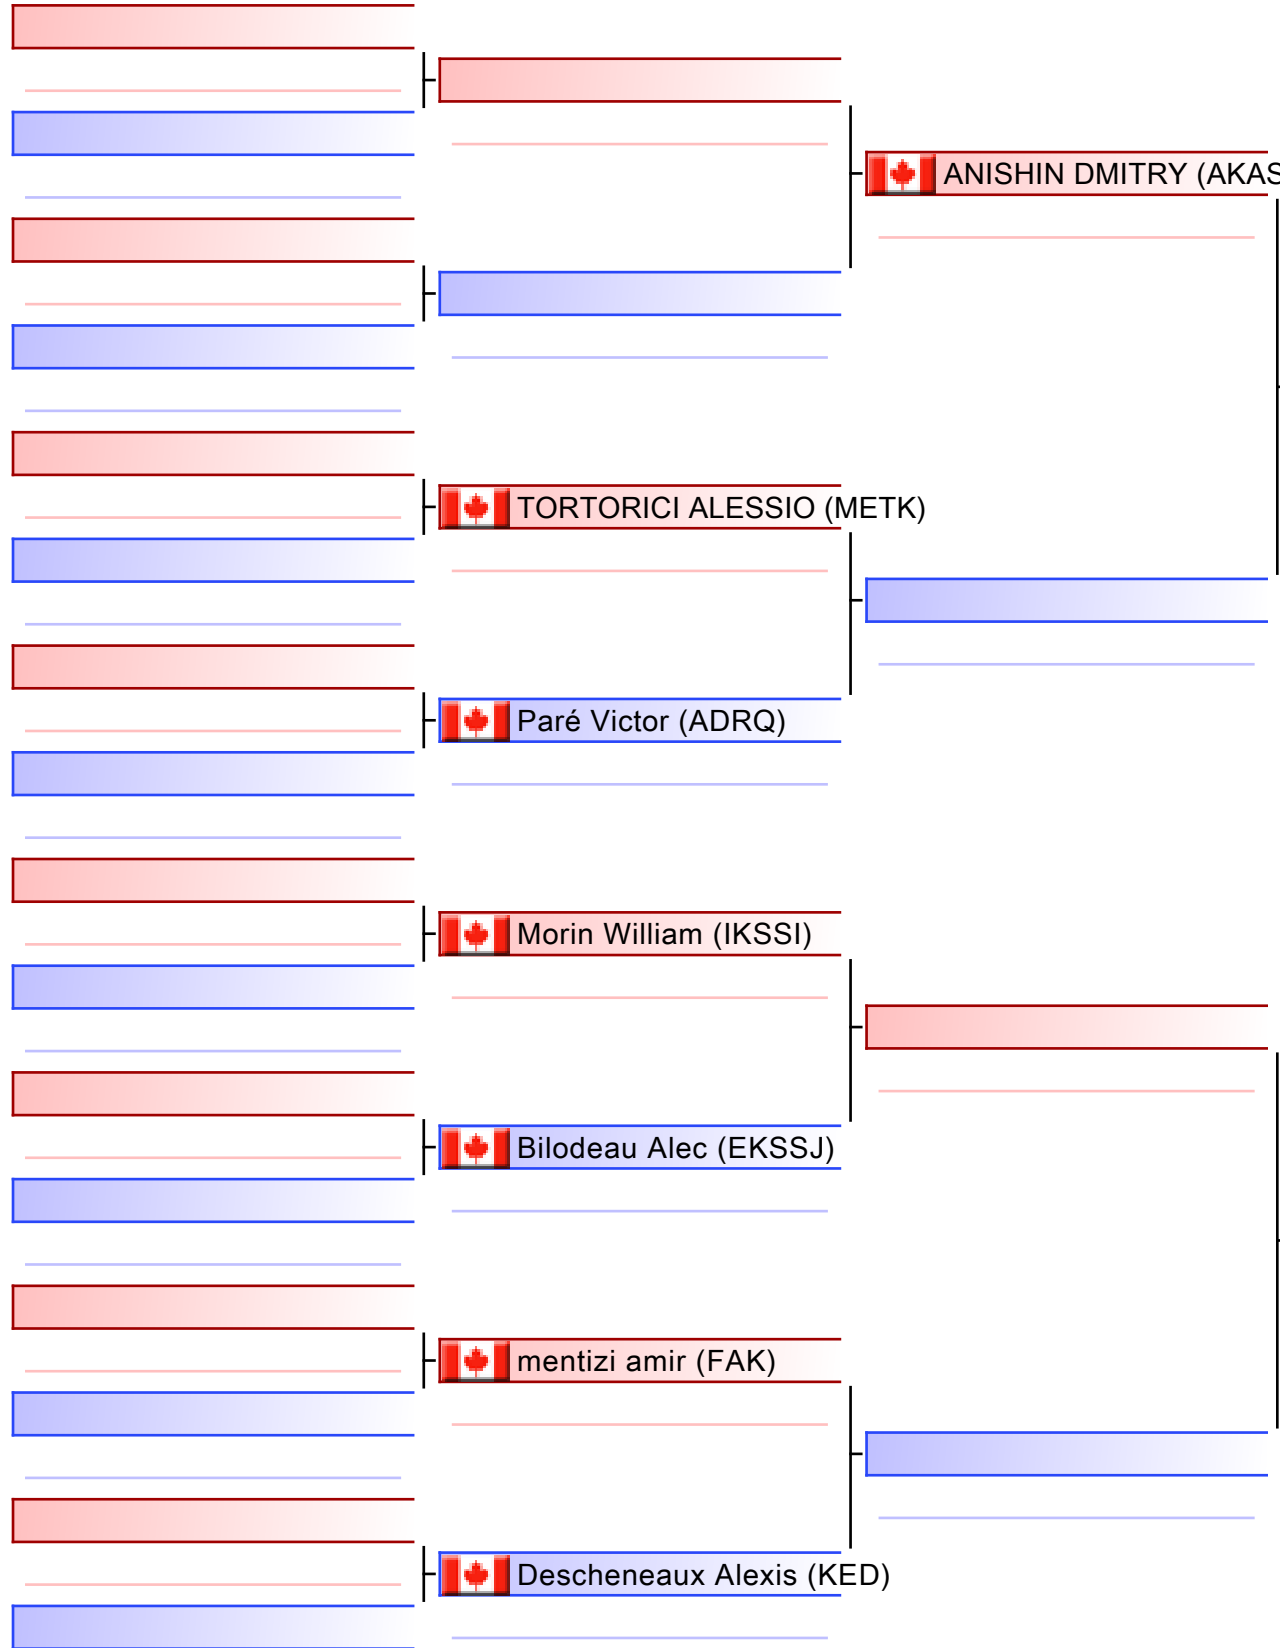 ANISHIN DMITRY (AKAS
TORTORICI ALESSIO (METK)
Paré Victor (ADRQ)
Morin William (IKSSI)
Bilodeau Alec (EKSSJ)
mentizi amir (FAK)
Descheneaux Alexis (KED)